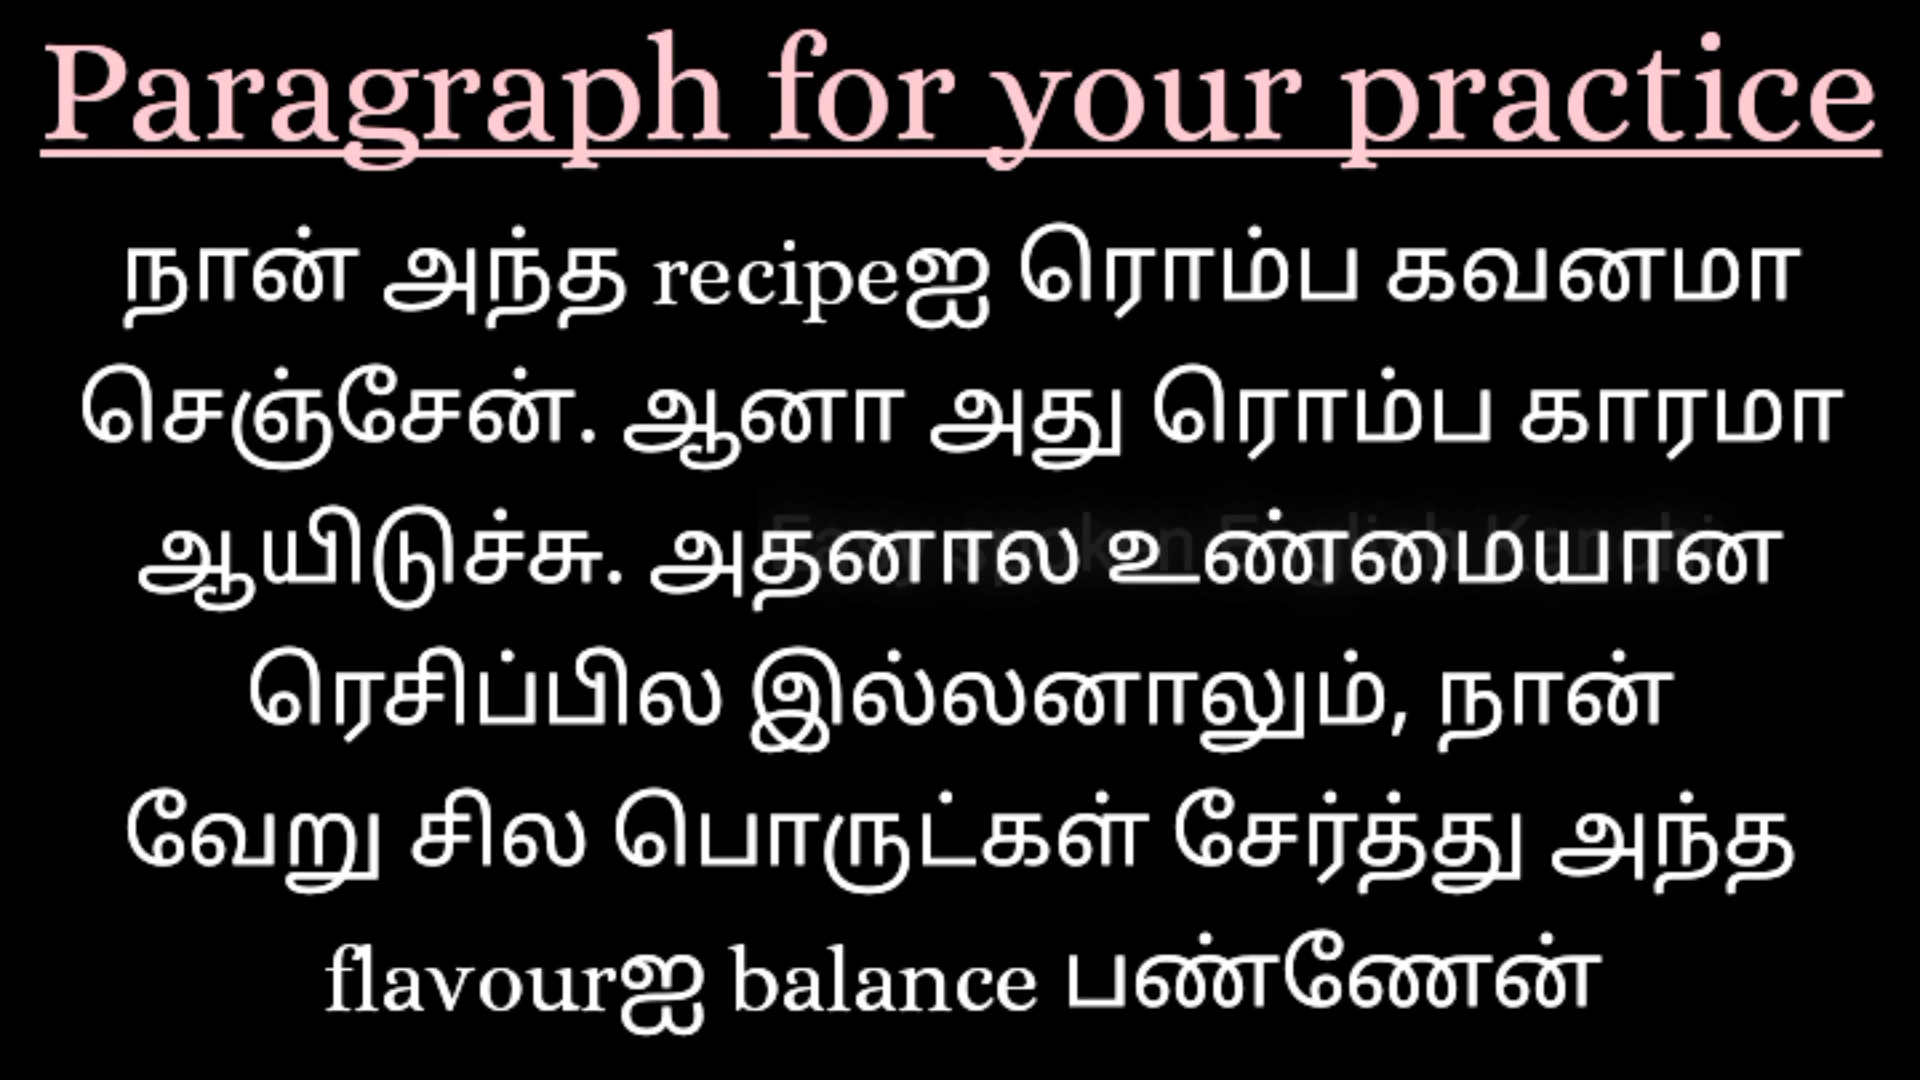 Paragraph for your practice
நான் அந்த recipeஐ ரொம்ப கவனமா
செஞ்சேன். ஆனா அது ரொம்ப காரமா
ஆயிடுச்சு. அதனால உண்மையான
ரெசிப்பில இல்லனாலும், நான்
வேறு சில பொருட்கள் சேர்த்து அந்த
flavourஐ balance பண்ணேன்